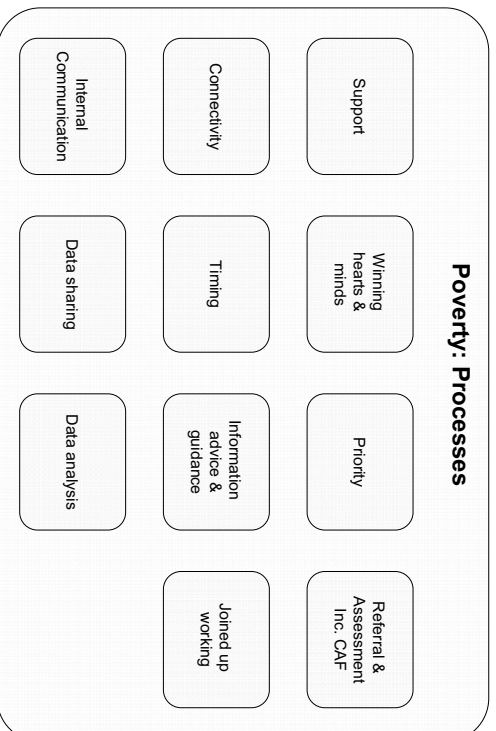 Poverty: Processes
Support
Winning
hearts &
minds
Priority
Referral &
Assessment
Inc. CAF
Connectivity
Timing
Information
advice &
guidance
Joined up
working
Internal
Communication
Data sharing
Data analysis